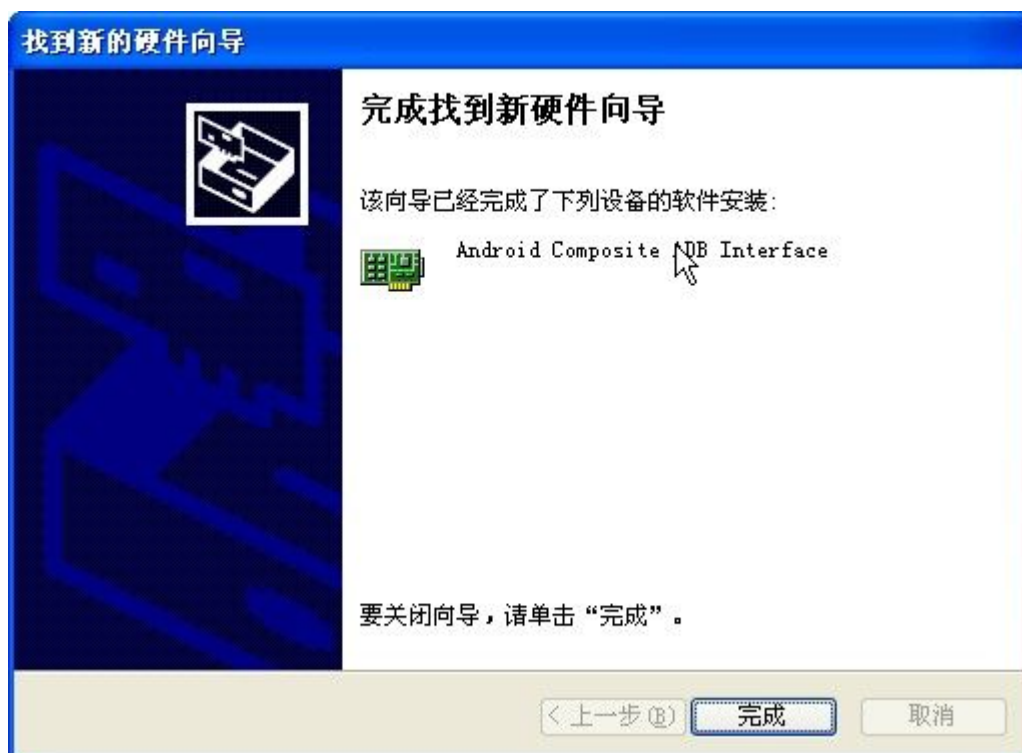 找到新的硬件向导
完成找到新硬件向导
该向导已经完成了下列设备的软件安装:
Android Composite ADB Interface
要关闭向导，请单击“完成”。
< 上一步(B)
完成
取消